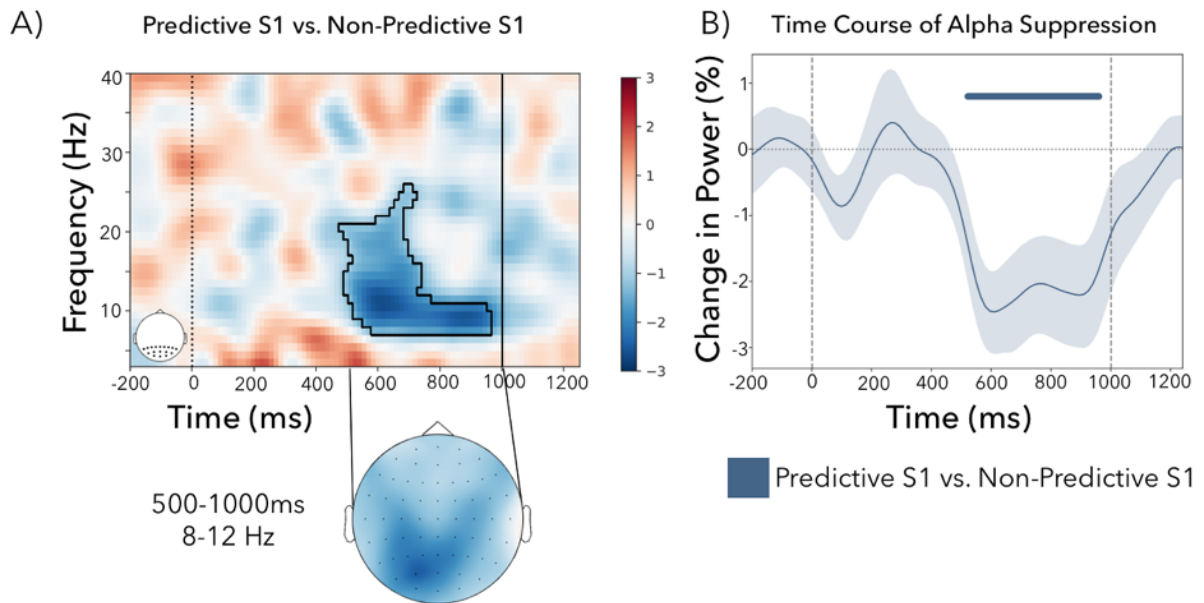 A)
Predictive S1 vs. Non-Predictive S1
Frequency (Hz)
40
30
20
10
-200 0 200 400 600 800 1000 1200
Time (ms)
3
2
1
0
−1
−2
−3
500-1000ms
8-12 Hz
B)
Time Course of Alpha Suppression
Change in Power (%)
1
0
-1
-2
-3
-200 0 200 400 600 800 1000 1200
Time (ms)
Predictive S1 vs. Non-Predictive S1